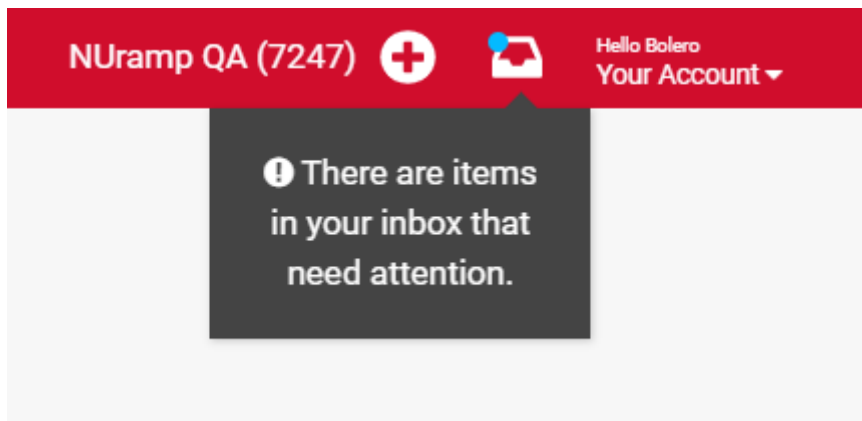 NUramp QA (7247)
Hello Bolero
Your Account
There are items
in your inbox that
need attention.